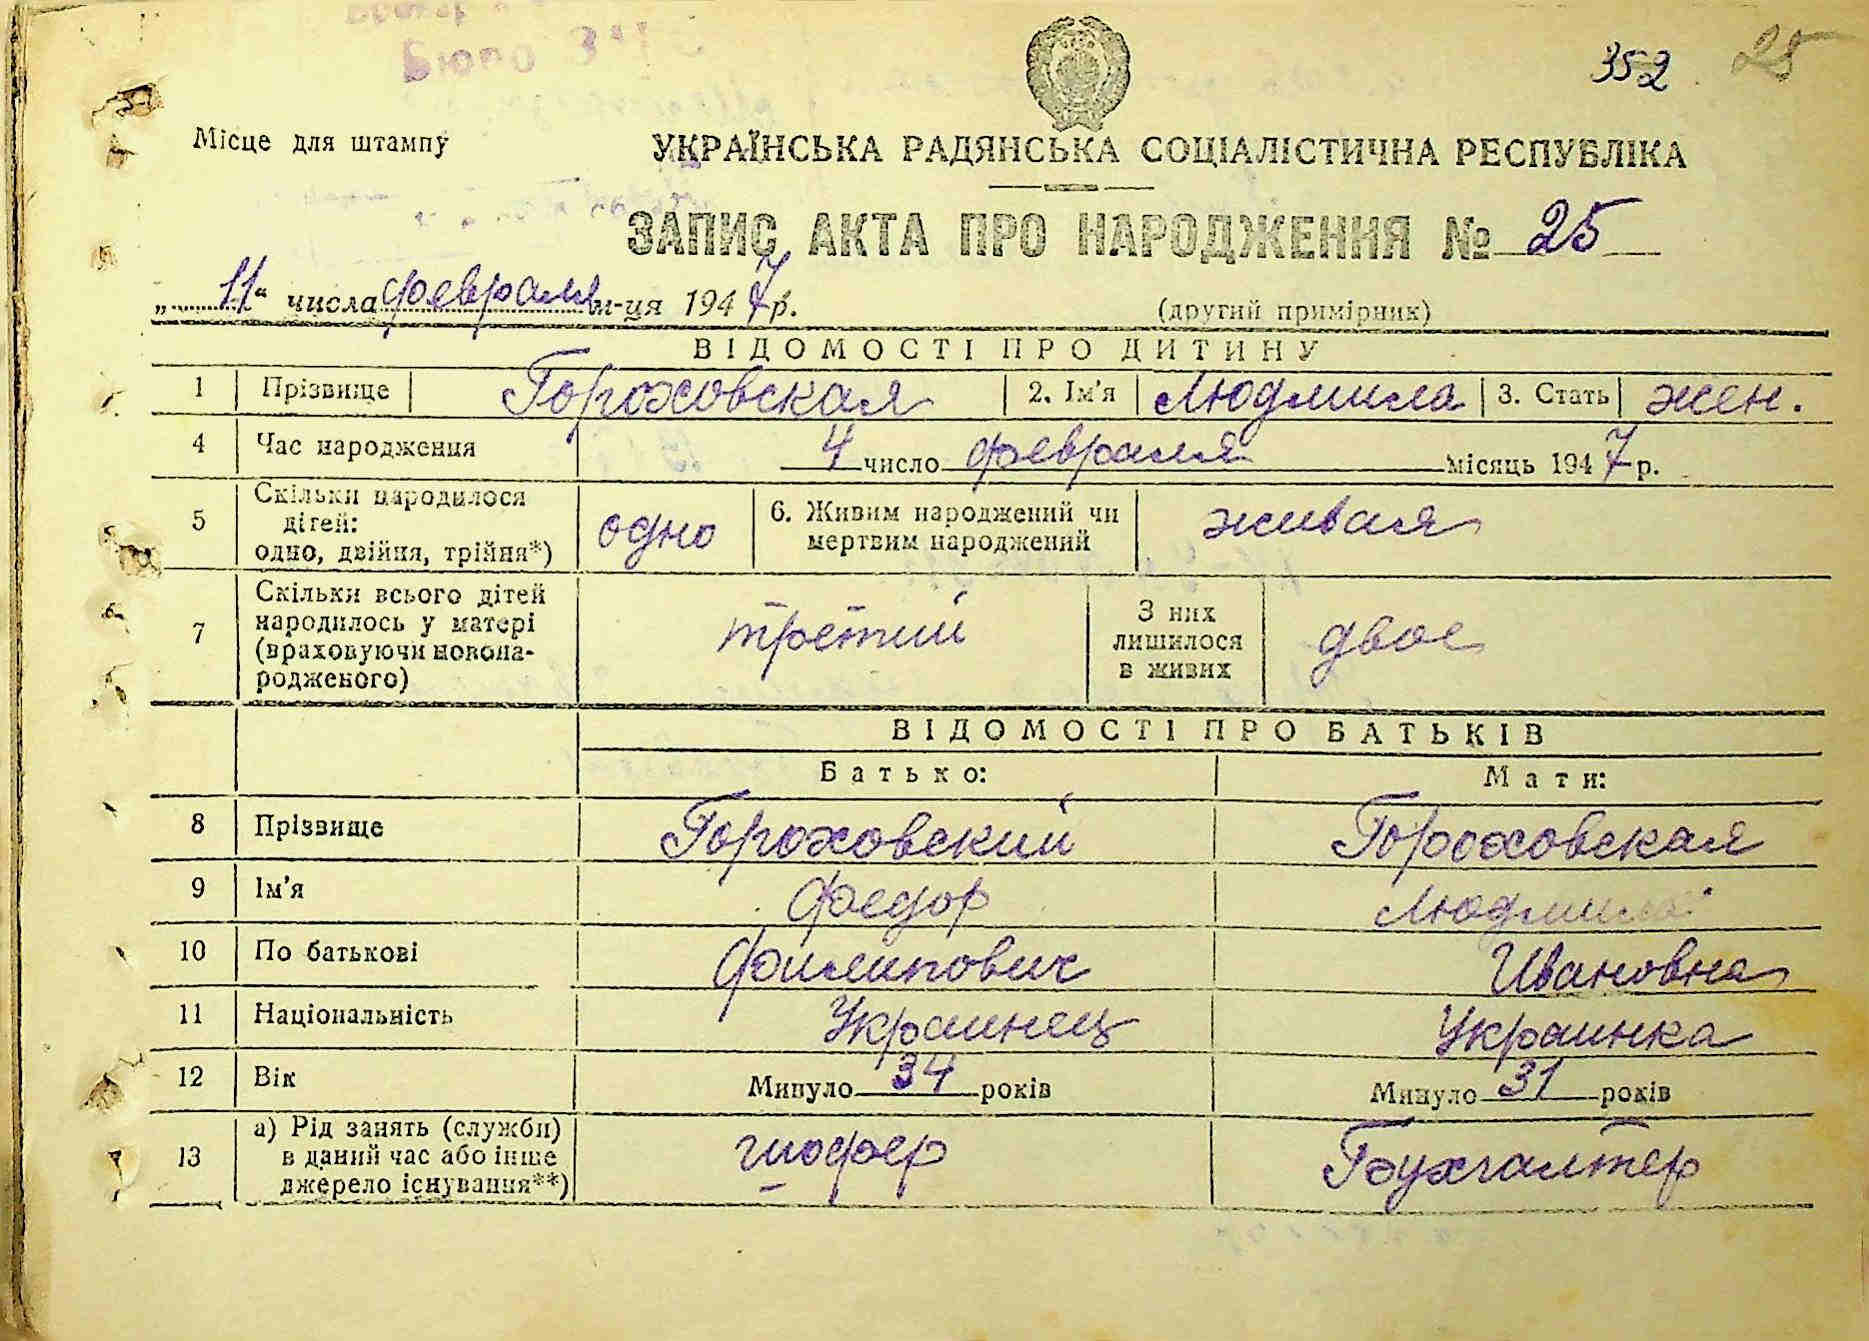 Бюро
352 25
Місце для штампу
УКРАЇНСЬКА РАДЯНСЬКА СОЦІАЛІСТИЧНА РЕСПУБЛІКА
ЗАПИС АКТА ПРО НАРОДЖЕННЯ № 25
„11“ числа февраля м-ця 1947 р. (другий примірник)
ВІДОМОСТІ ПРО ДИТИНУ
1 Прізвище Гороховская 2. Ім'я Людмила 3. Стать жен.
4 Час народження 4 число февраля місяць 1947 р.
5 Скільки народилося дітей: одно, двійня, трійня*) одно 6. Живим народжений чи мертвим народжений живая
7 Скільки всього дітей народилось у матері (враховуючи новонародженого) третий З них лишилося в живих двое
ВІДОМОСТІ ПРО БАТЬКІВ
Батько: Мати:
8 Прізвище Гороховский Гороховская
9 Ім'я Федор Людмила
10 По батькові Филипович Ивановна
11 Національність Украинец Украинка
12 Вік Минуло 34 років Минуло 31 років
13 а) Рід занять (служби) в даний час або інше джерело існування**) шофер Бухгалтер